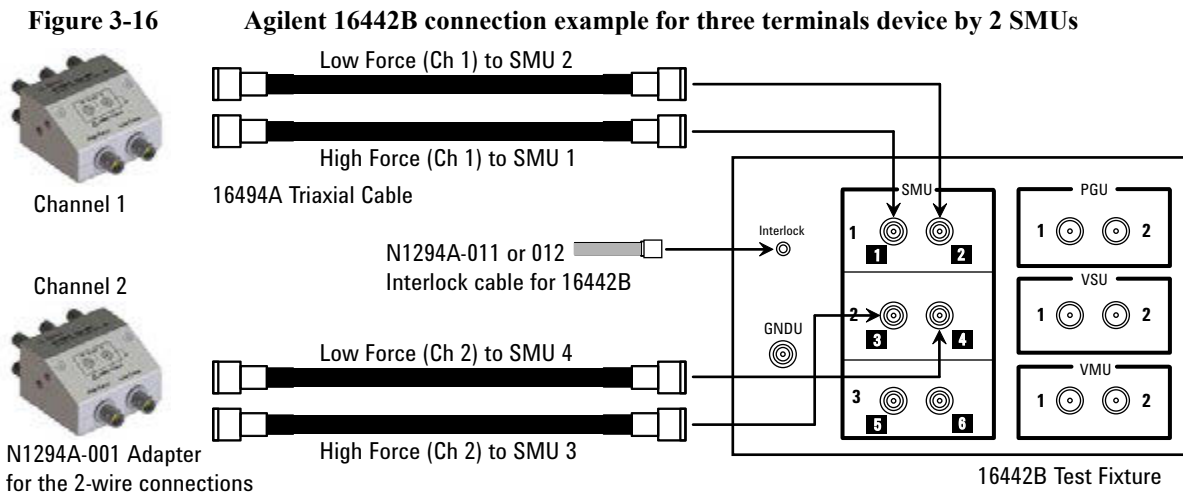 Figure 3-16 Agilent 16442B connection example for three terminals device by 2 SMUs
Low Force (Ch 1) to SMU 2
High Force (Ch 1) to SMU 1
Channel 1
16494A Triaxial Cable
N1294A-011 or 012
Interlock cable for 16442B
Channel 2
Low Force (Ch 2) to SMU 4
High Force (Ch 2) to SMU 3
N1294A-001 Adapter
for the 2-wire connections
Interlock
GNDU
SMU
1
1 2
2
3 4
3
5 6
PGU
1 2
VSU
1 2
VMU
1 2
16442B Test Fixture